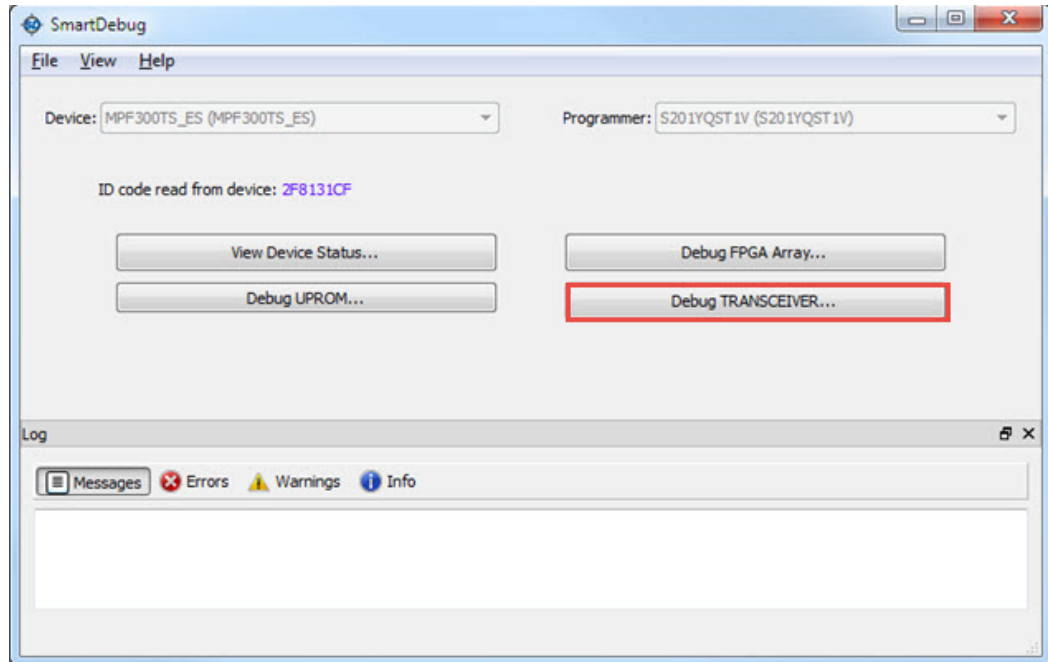 SmartDebug
File View Help
Device: MPF300TS_ES (MPF300TS_ES) Programmer: S201YQST1V (S201YQST1V)
ID code read from device: 2F8131CF
View Device Status... Debug FPGA Array...
Debug UPROM... Debug TRANSCEIVER...
Log
Messages Errors Warnings Info